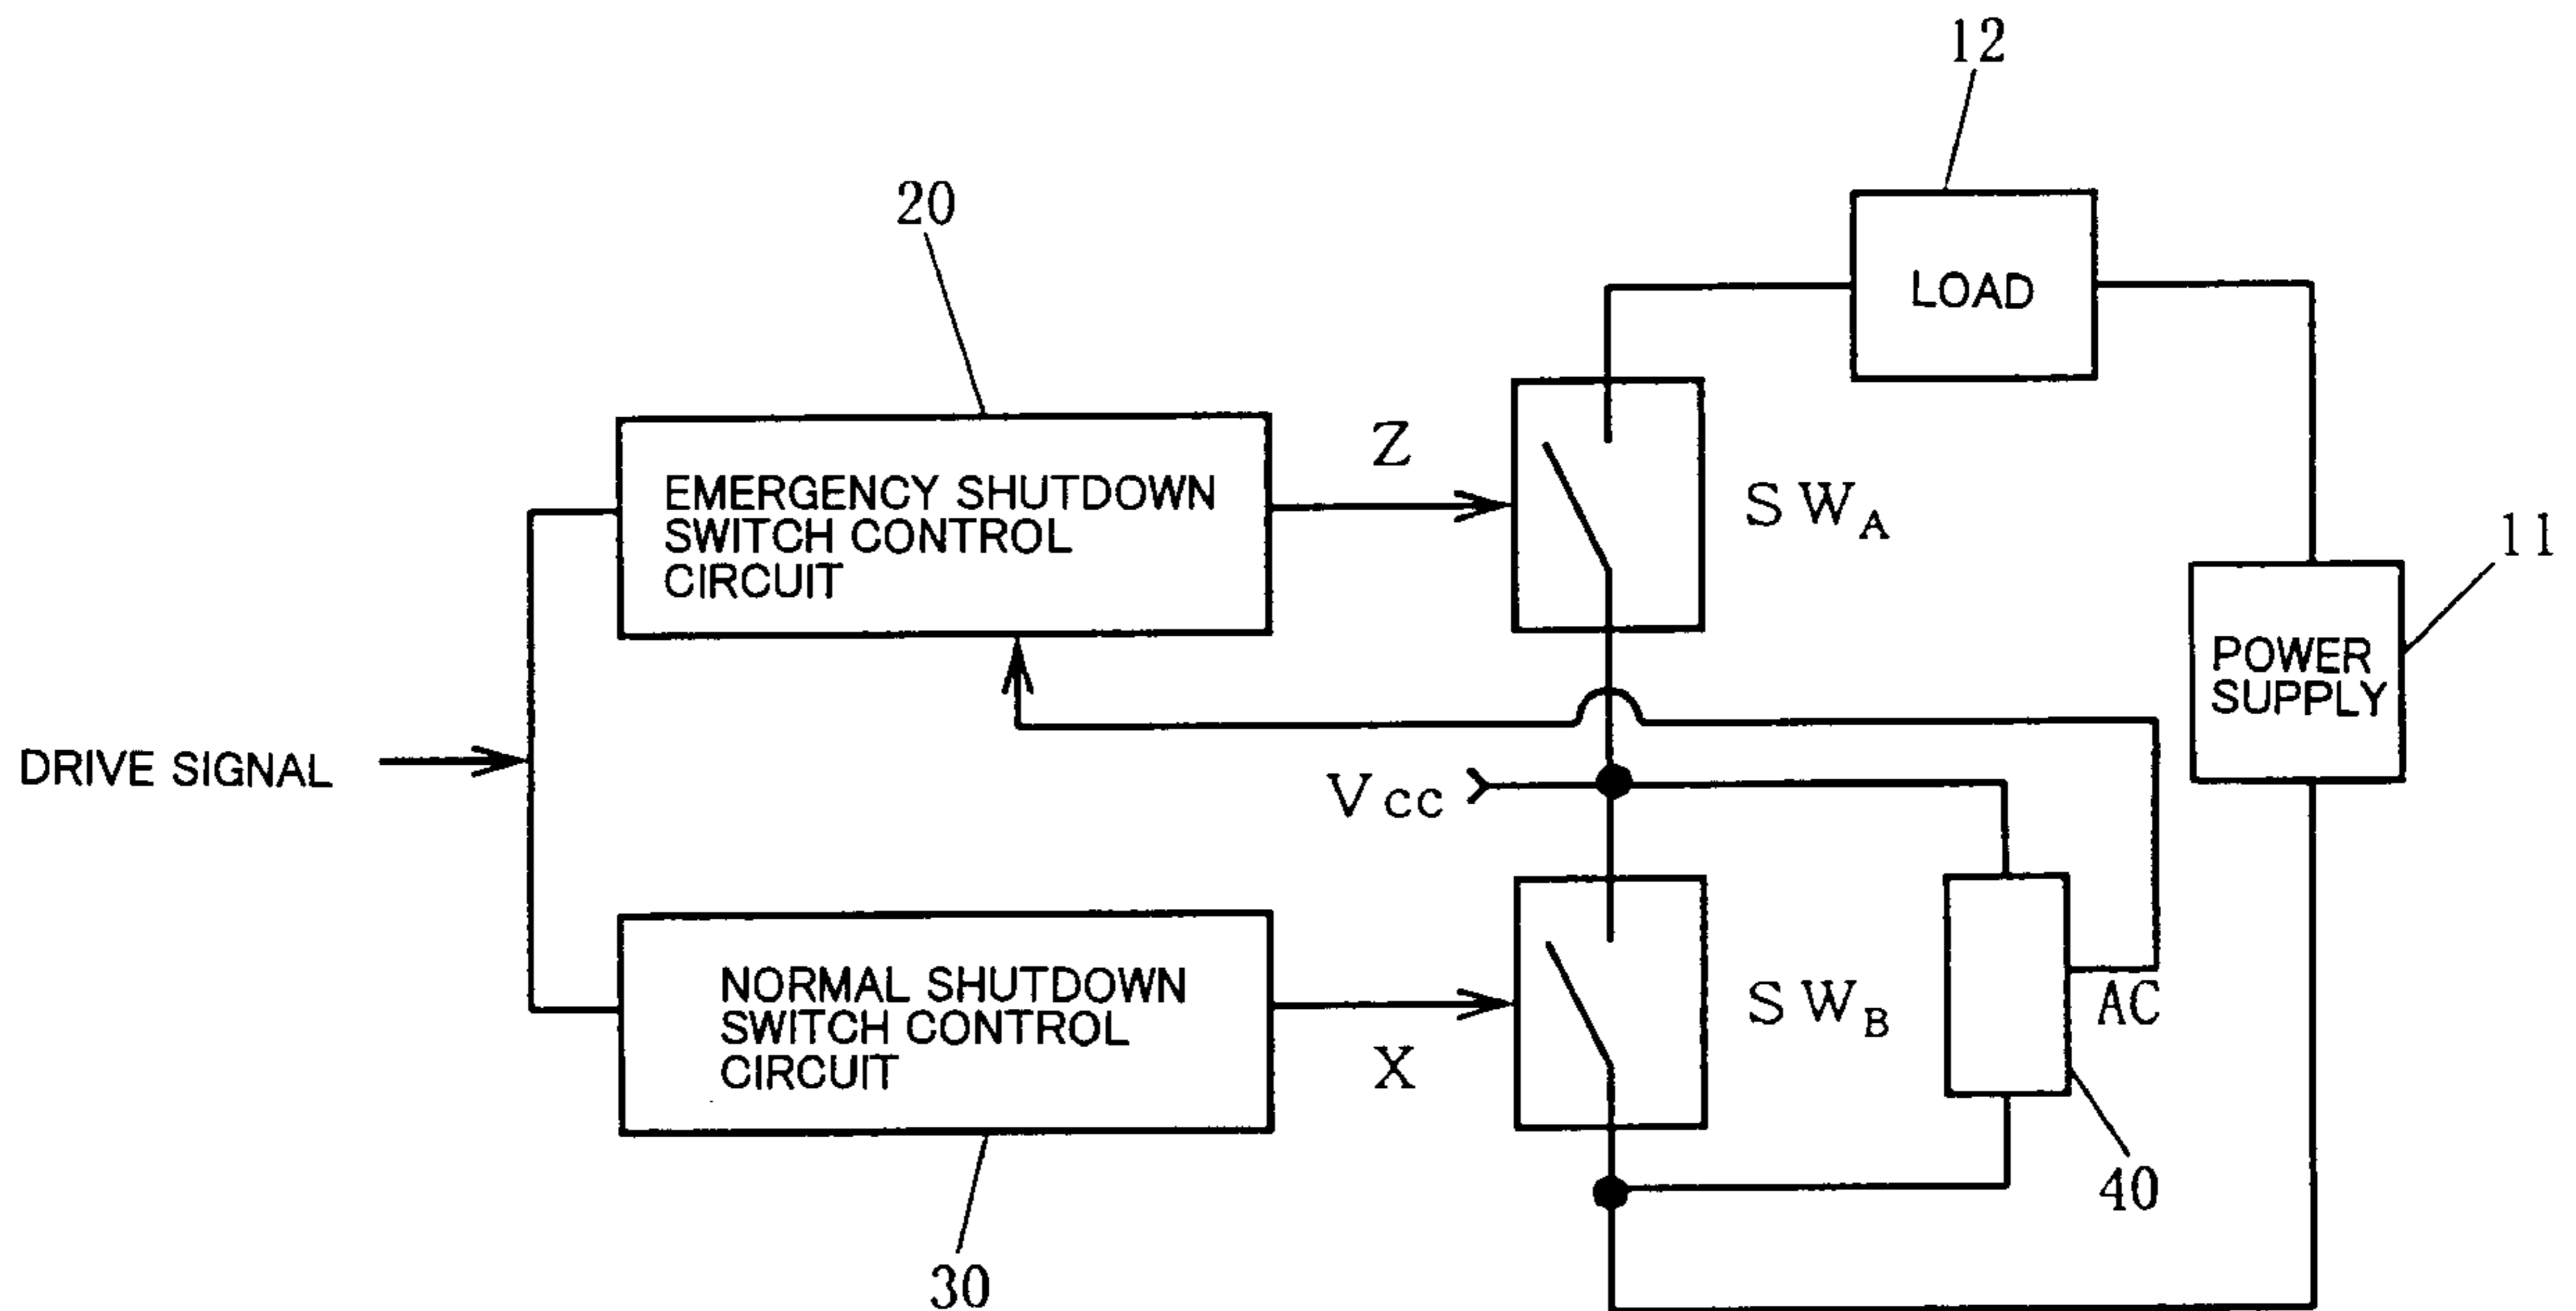 12
20
LOAD
Z
EMERGENCY SHUTDOWN
SWITCH CONTROL
CIRCUIT
SWA
11
POWER
SUPPLY
DRIVE SIGNAL
Vcc
NORMAL SHUTDOWN
SWITCH CONTROL
CIRCUIT
X
SWB
AC
40
30